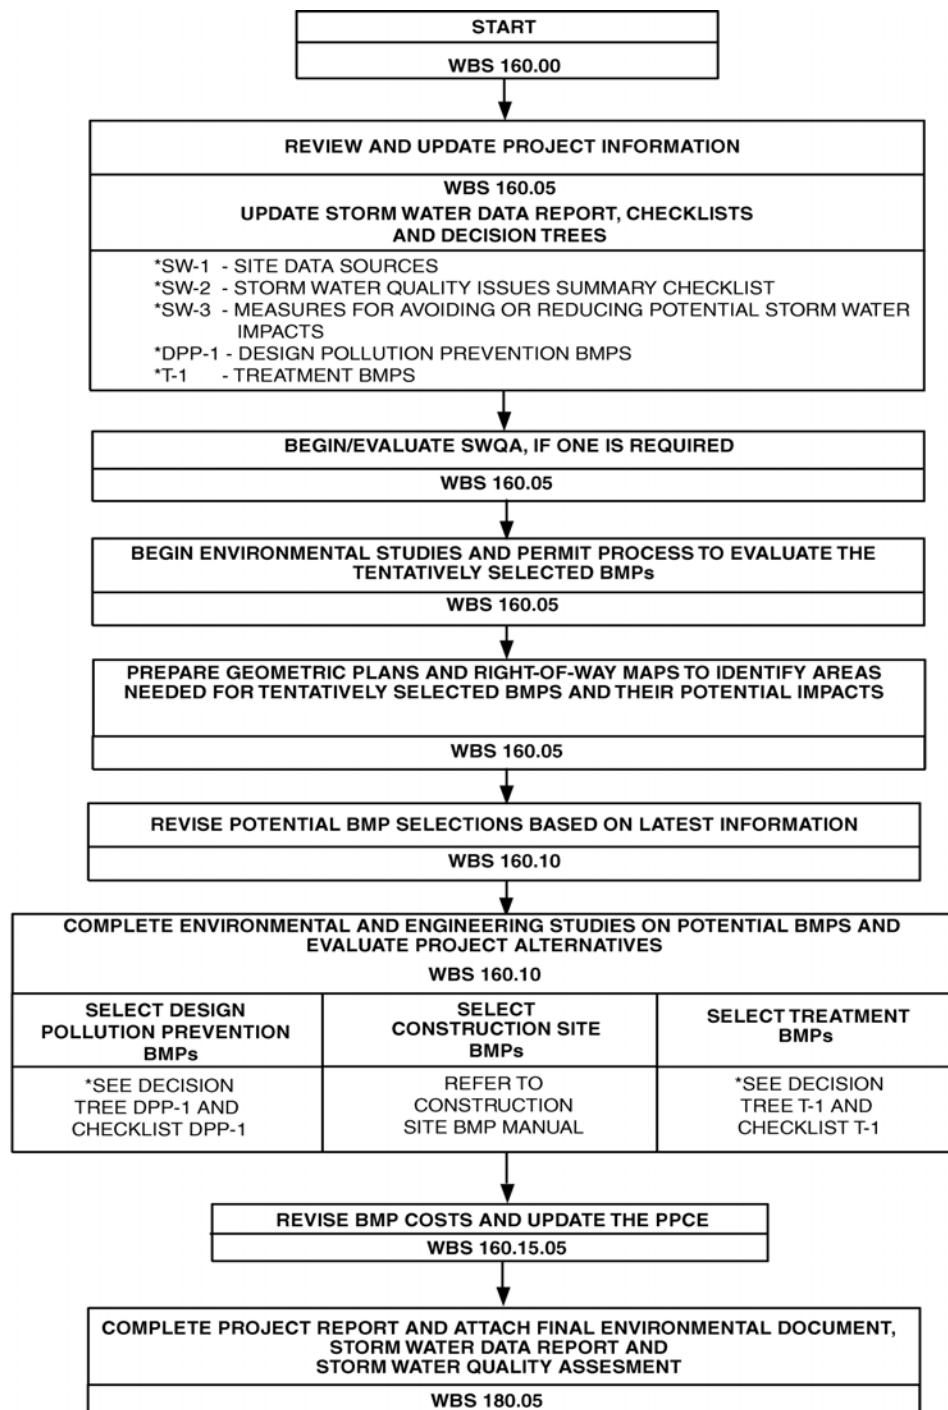 START
WBS 160.00
REVIEW AND UPDATE PROJECT INFORMATION
WBS 160.05
UPDATE STORM WATER DATA REPORT, CHECKLISTS
AND DECISION TREES
*SW-1 - SITE DATA SOURCES
*SW-2 - STORM WATER QUALITY ISSUES SUMMARY CHECKLIST
*SW-3 - MEASURES FOR AVOIDING OR REDUCING POTENTIAL STORM WATER
IMPACTS
*DPP-1 - DESIGN POLLUTION PREVENTION BMPS
*T-1 - TREATMENT BMPS
BEGIN/EVALUATE SWQA, IF ONE IS REQUIRED
WBS 160.05
BEGIN ENVIRONMENTAL STUDIES AND PERMIT PROCESS TO EVALUATE THE
TENTATIVELY SELECTED BMPs
WBS 160.05
PREPARE GEOMETRIC PLANS AND RIGHT-OF-WAY MAPS TO IDENTIFY AREAS
NEEDED FOR TENTATIVELY SELECTED BMPS AND THEIR POTENTIAL IMPACTS
WBS 160.05
REVISE POTENTIAL BMP SELECTIONS BASED ON LATEST INFORMATION
WBS 160.10
COMPLETE ENVIRONMENTAL AND ENGINEERING STUDIES ON POTENTIAL BMPS AND
EVALUATE PROJECT ALTERNATIVES
WBS 160.10
SELECT DESIGN
POLLUTION PREVENTION
BMPs
*SEE DECISION
TREE DPP-1 AND
CHECKLIST DPP-1
SELECT
CONSTRUCTION SITE
BMPs
REFER TO
CONSTRUCTION
SITE BMP MANUAL
SELECT TREATMENT
BMPs
*SEE DECISION
TREE T-1 AND
CHECKLIST T-1
REVISE BMP COSTS AND UPDATE THE PPCE
WBS 160.15.05
COMPLETE PROJECT REPORT AND ATTACH FINAL ENVIRONMENTAL DOCUMENT,
STORM WATER DATA REPORT AND
STORM WATER QUALITY ASSESMENT
WBS 180.05